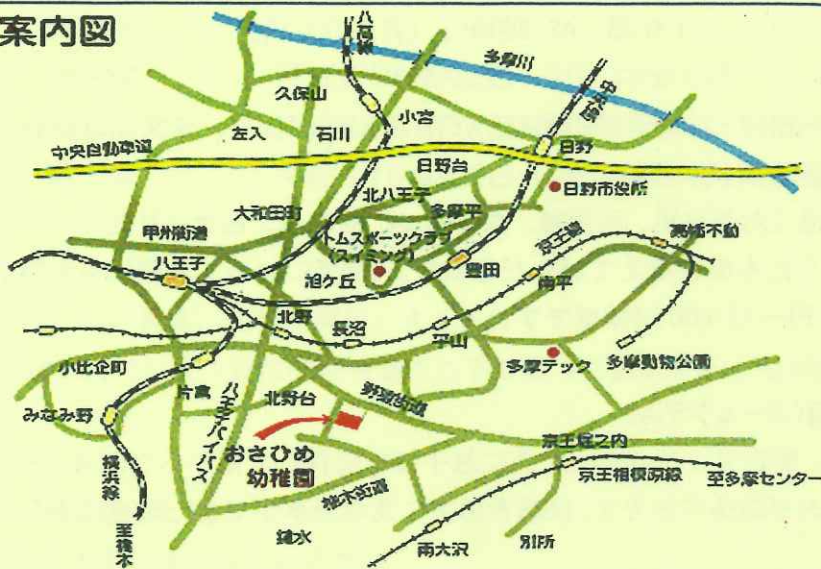 案内図
八高線
多摩川
中央線
久保山
小宮
左入
石川
中央自動車道
日野台
日野
北八王子
日野市役所
大和田町
多摩平
甲州街道
トムスポーツクラブ
(スイミング)
京王線
高幡不動
八王子
旭ケ丘
豊田
南平
北野
長沼
平山
小比企町
多摩テック
多摩動物公園
片倉
八王子バイパス
北野台
野猿街道
みなみ野
おさひめ
幼稚園
京王堀之内
横浜線
至橋本
柚木街道
京王相模原線
至多摩センター
鑓水
南大沢
別所